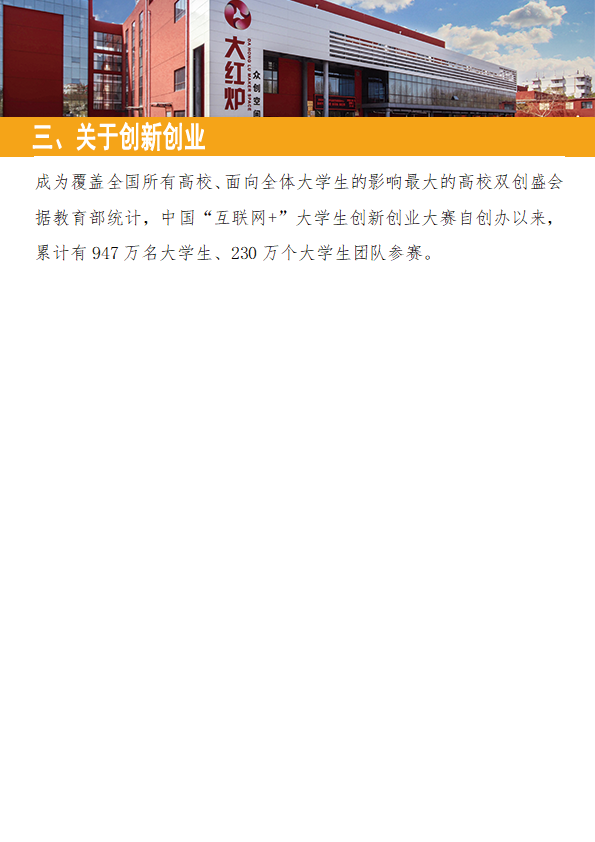 大红炉
DA HONG LU MAKER SPACE
众创空间
三、关于创新创业
成为覆盖全国所有高校、面向全体大学生的影响最大的高校双创盛会
据教育部统计，中国“互联网+”大学生创新创业大赛自创办以来，
累计有 947 万名大学生、230 万个大学生团队参赛。